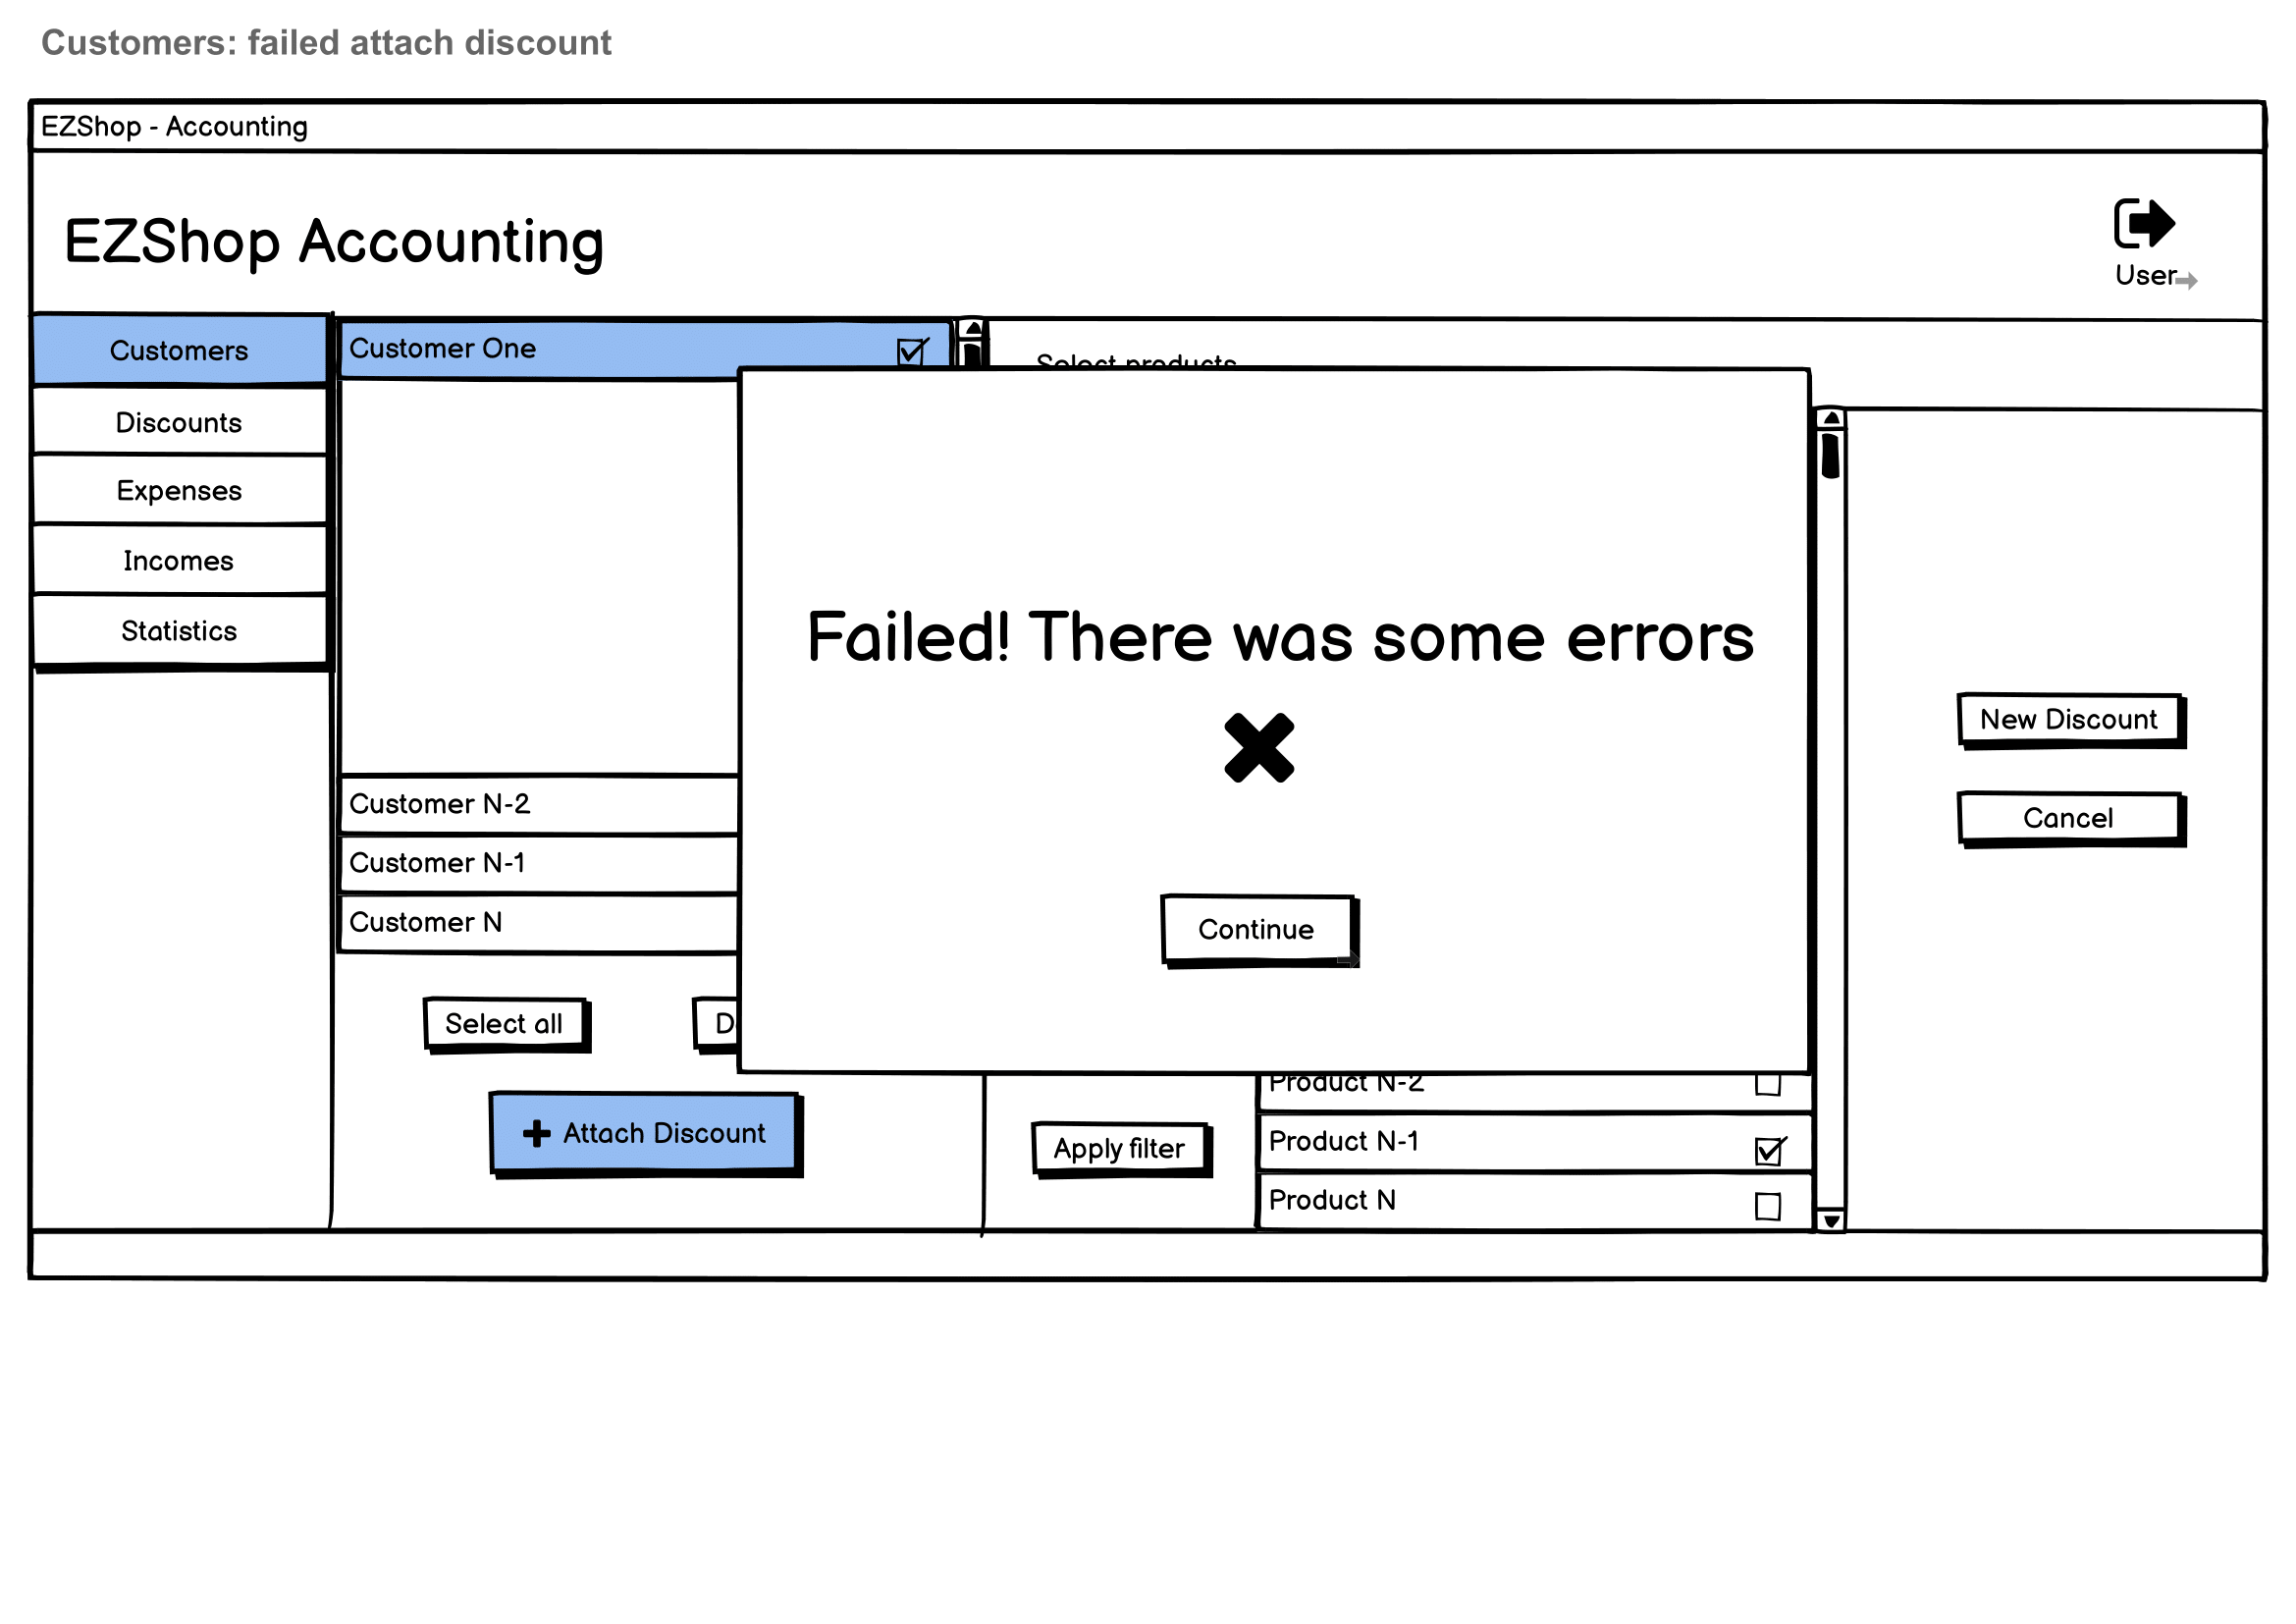 Customers: failed attach discount
EZShop - Accounting
EZShop Accounting
User
Customers
Discounts
Expenses
Incomes
Statistics
Customer One
Select products
Failed! There was some errors
Continue
Customer N-2
Customer N-1
Customer N
Select all
D
Attach Discount
Apply filter
Product N-2
Product N-1
Product N
New Discount
Cancel